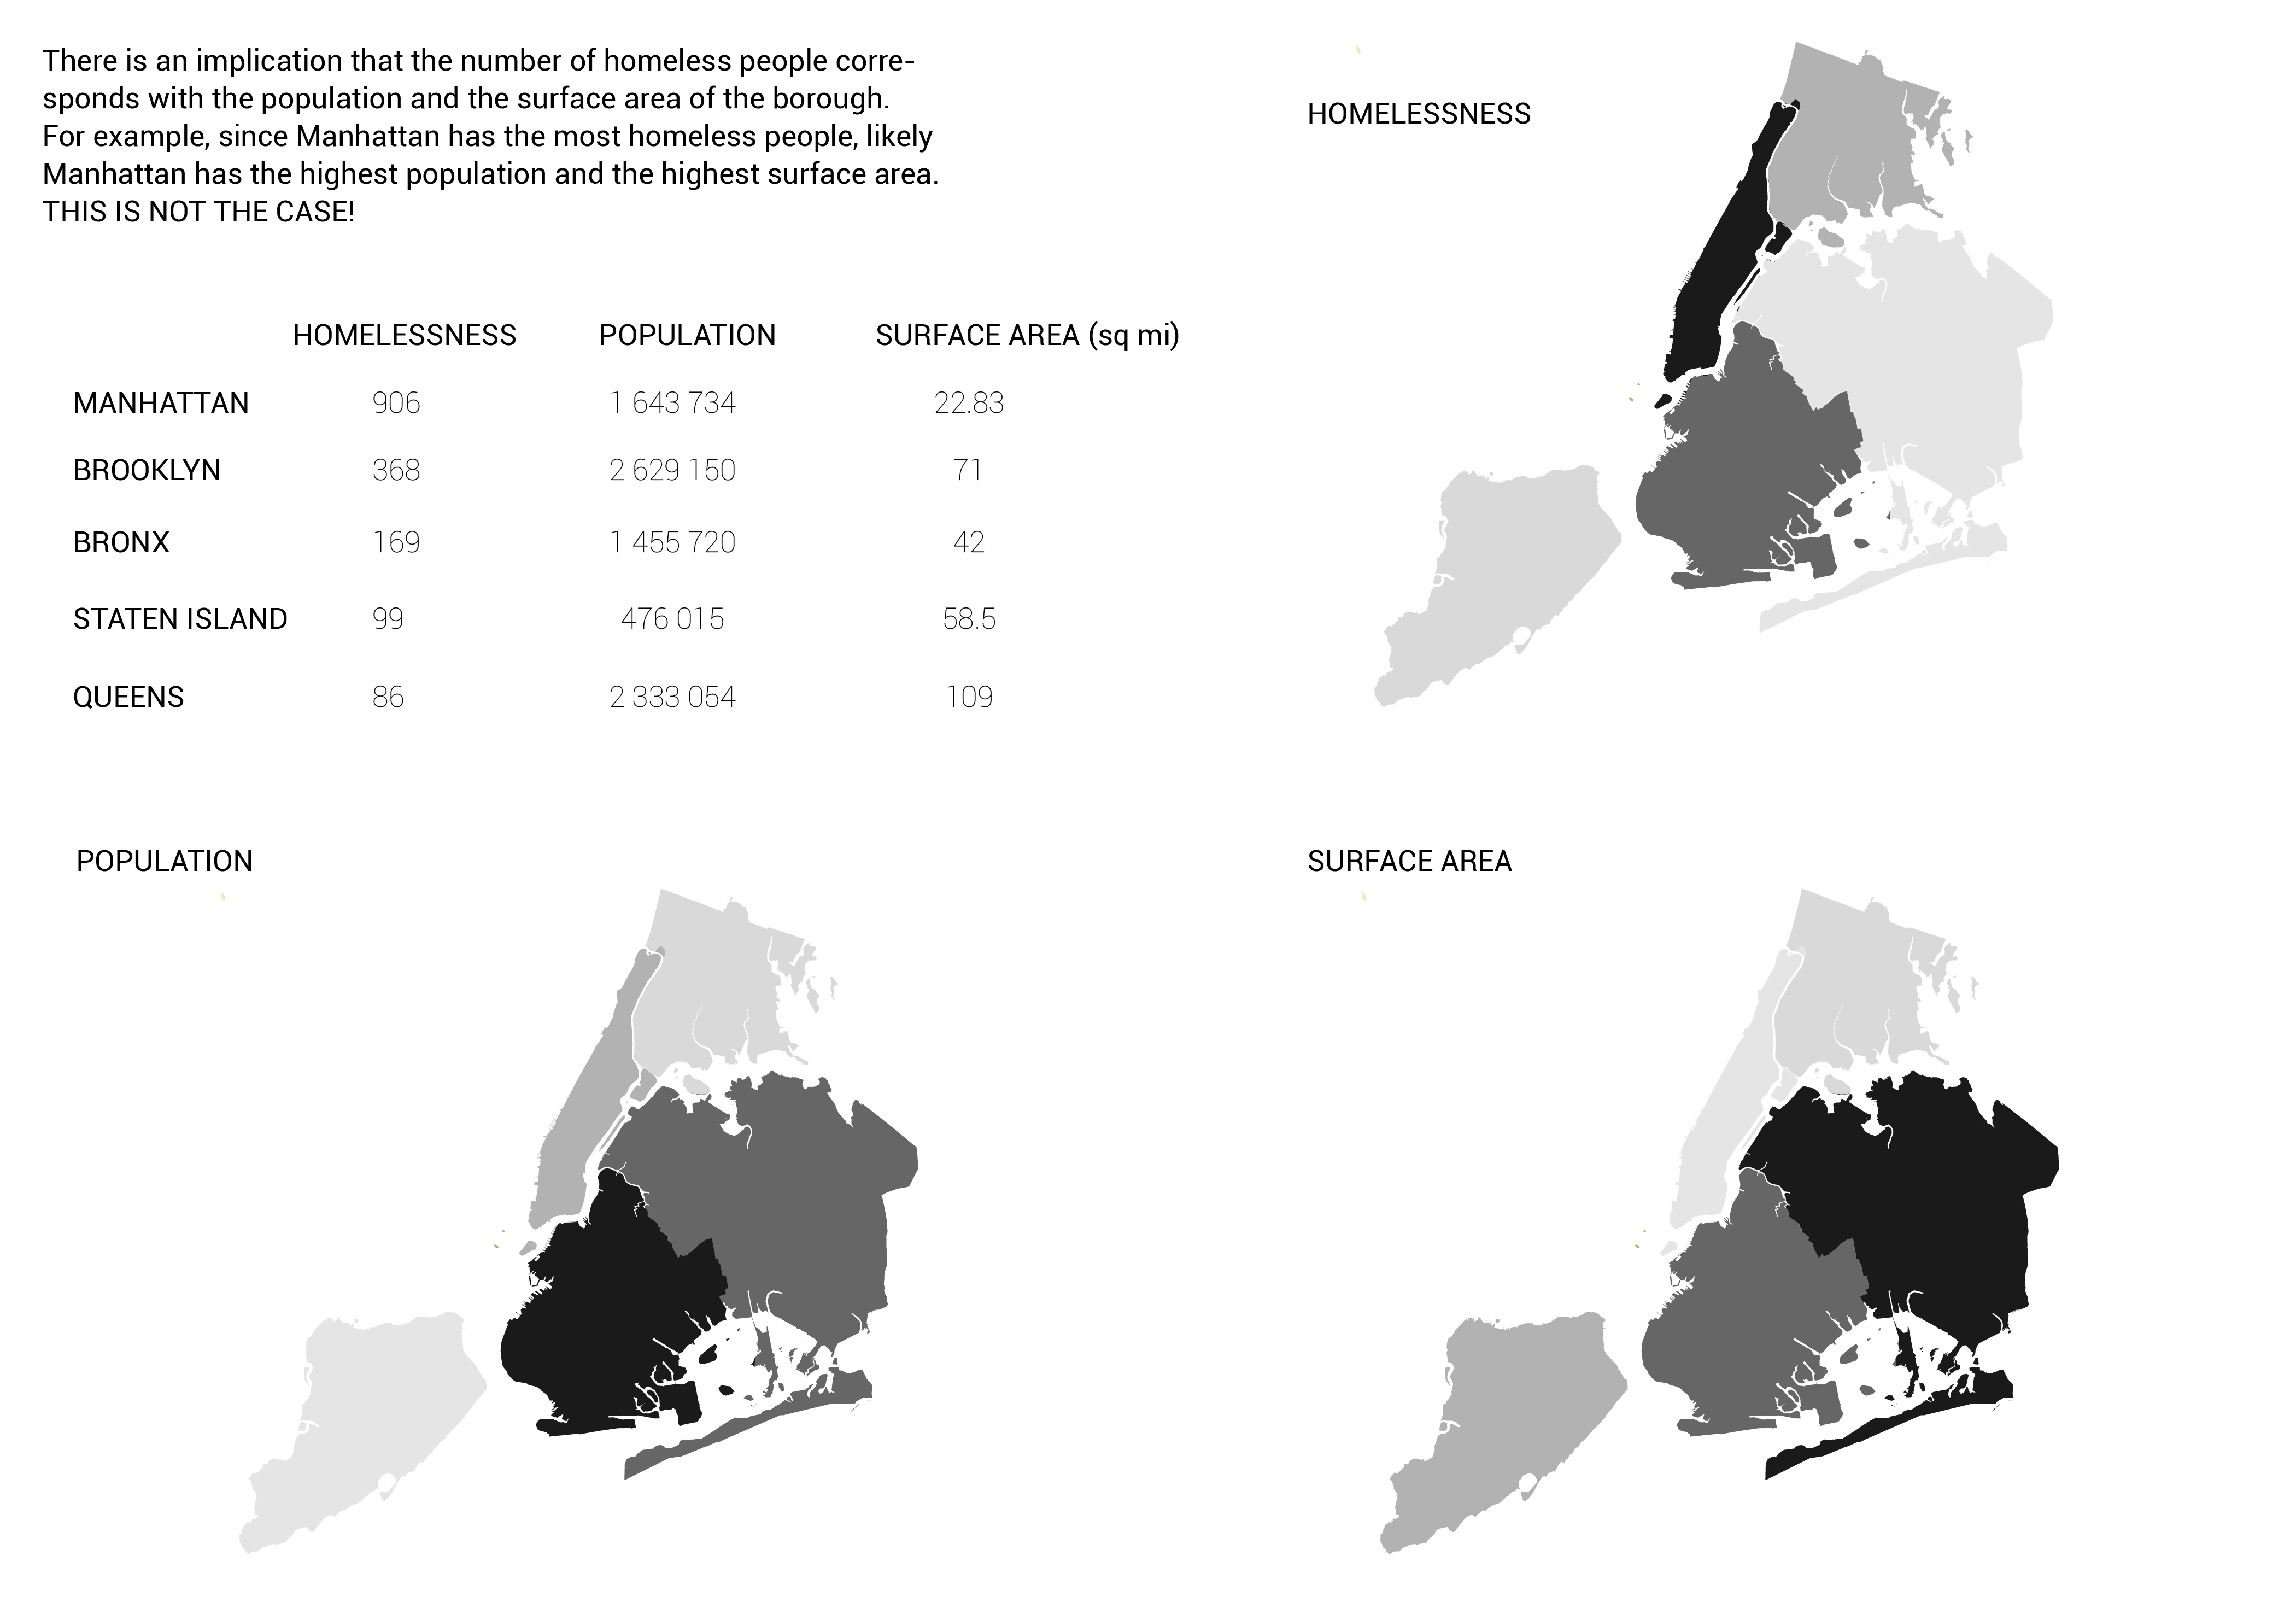 There is an implication that the number of homeless people corre-
sponds with the population and the surface area of the borough.
For example, since Manhattan has the most homeless people, likely
Manhattan has the highest population and the highest surface area.
THIS IS NOT THE CASE!
HOMELESSNESS POPULATION SURFACE AREA (sq mi)
MANHATTAN 906 1 643 734 22.83
BROOKLYN 368 2 629 150 71
BRONX 169 1 455 720 42
STATEN ISLAND 99 476 015 58.5
QUEENS 86 2 333 054 109
HOMELESSNESS
POPULATION
SURFACE AREA